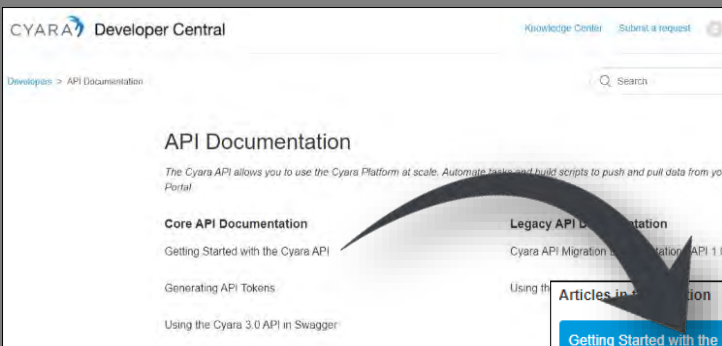 CYARA Developer Central
Knowledge Center Submit a request
Developers > API Documentation
Search
API Documentation
The Cyara API allows you to use the Cyara Platform at scale. Automate tasks and build scripts to push and pull data from
Portal.
Core API Documentation
Legacy API
Getting Started with the Cyara API
Cyara API Migration API 1
Generating API Tokens
Using
Articles in
Using the Cyara 3.0 API in Swagger
Getting Started with the